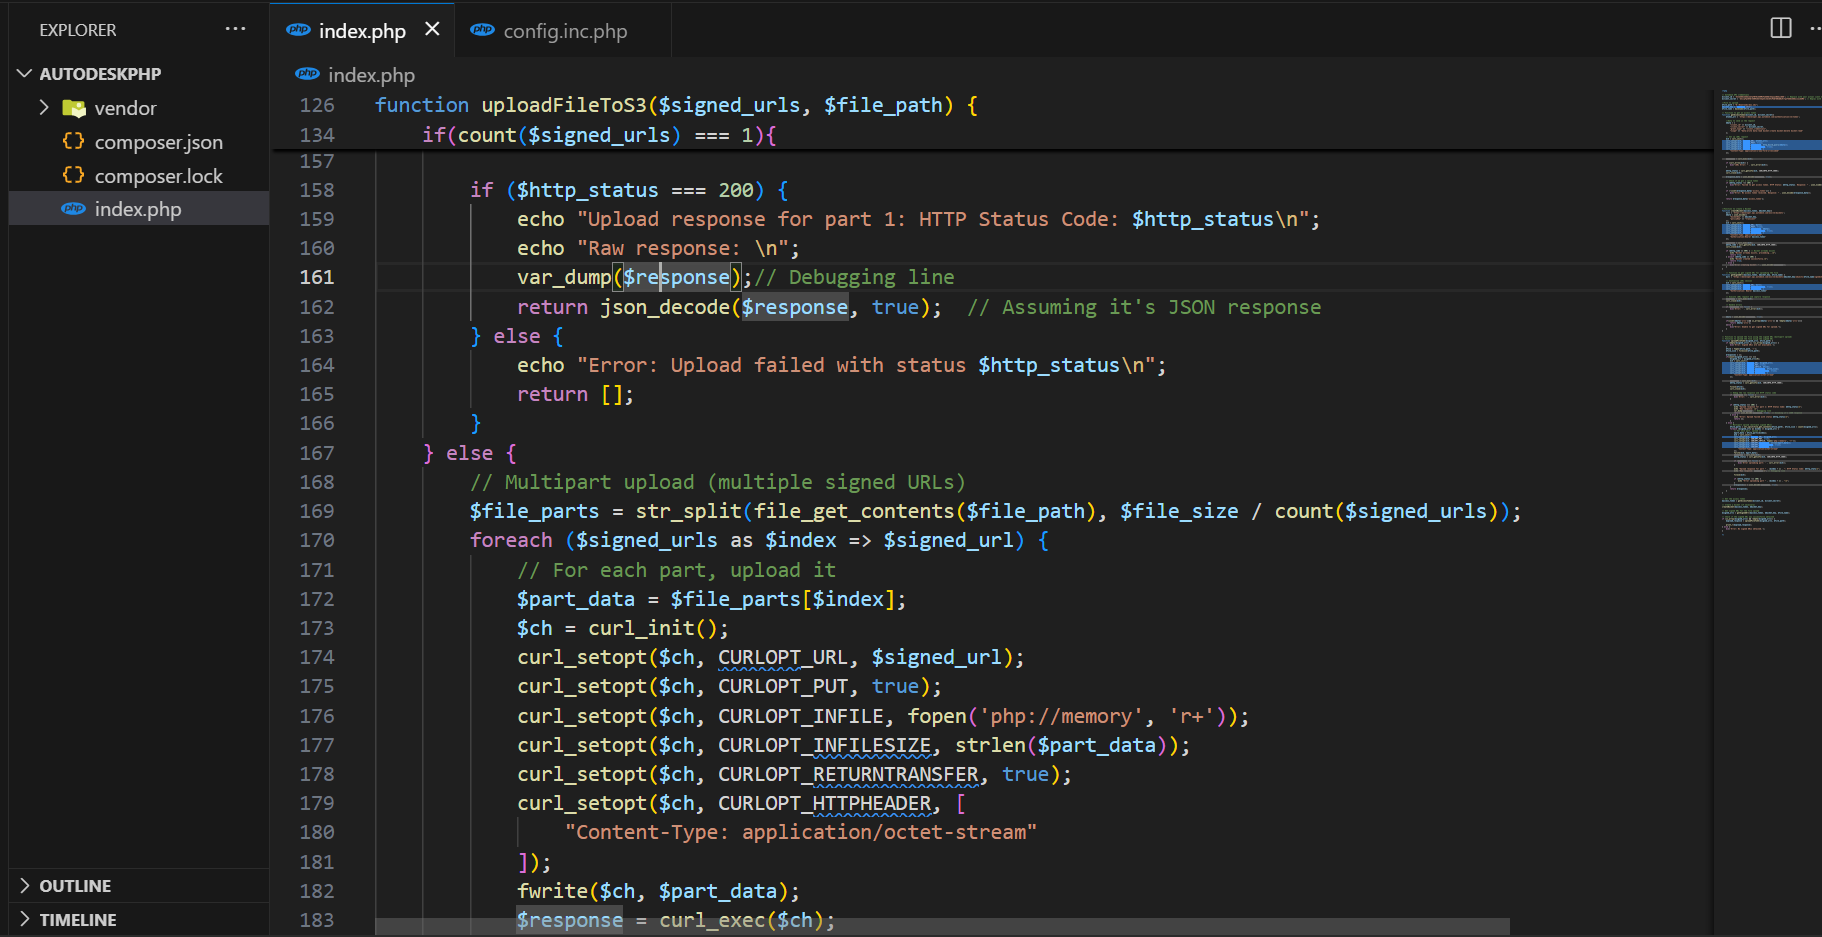 EXPLORER
...
AUTODESKPHP
vendor
{} composer.json
{} composer.lock
php index.php
OUTLINE
TIMELINE
php index.php ×
php config.inc.php
php index.php
126 function uploadFileToS3($signed_urls, $file_path) {
134 if(count($signed_urls) === 1){
157
158 if ($http_status === 200) {
159 echo "Upload response for part 1: HTTP Status Code: $http_status\n";
160 echo "Raw response: \n";
161 var_dump($response);// Debugging line
162 return json_decode($response, true);  // Assuming it's JSON response
163 } else {
164 echo "Error: Upload failed with status $http_status\n";
165 return [];
166 }
167 } else {
168 // Multipart upload (multiple signed URLs)
169 $file_parts = str_split(file_get_contents($file_path), $file_size / count($signed_urls));
170 foreach ($signed_urls as $index => $signed_url) {
171 // For each part, upload it
172 $part_data = $file_parts[$index];
173 $ch = curl_init();
174 curl_setopt($ch, CURLOPT_URL, $signed_url);
175 curl_setopt($ch, CURLOPT_PUT, true);
176 curl_setopt($ch, CURLOPT_INFILE, fopen('php://memory', 'r+'));
177 curl_setopt($ch, CURLOPT_INFILESIZE, strlen($part_data));
178 curl_setopt($ch, CURLOPT_RETURNTRANSFER, true);
179 curl_setopt($ch, CURLOPT_HTTPHEADER, [
180 "Content-Type: application/octet-stream"
181 ]);
182 fwrite($ch, $part_data);
183 $response = curl_exec($ch);